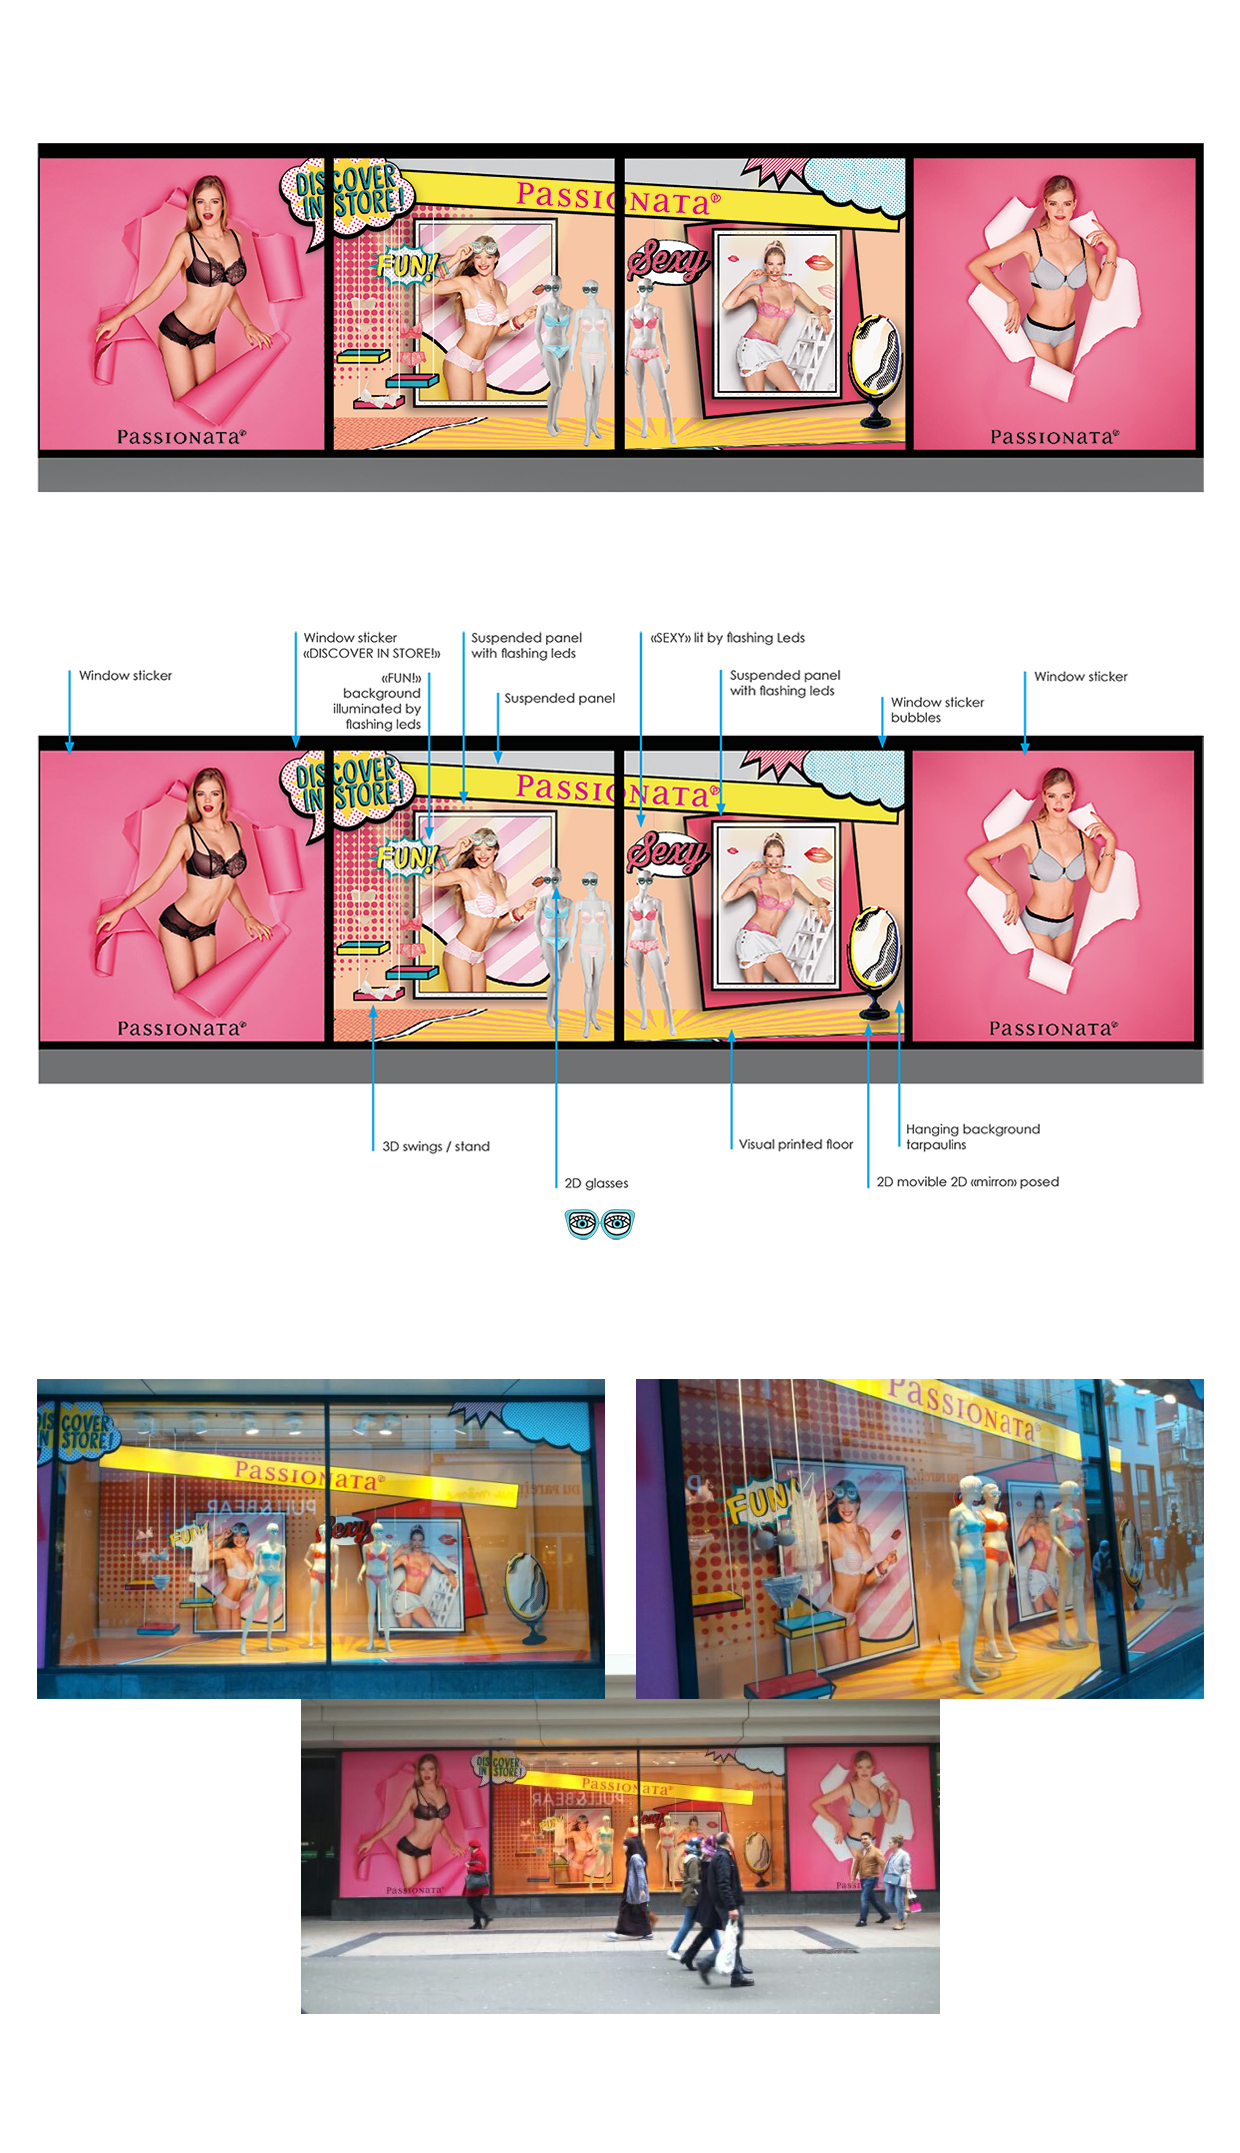 DISCOVER
IN STORE!
PASSIONATA
FUN!
Sexy
PASSIONATA
PASSIONATA
Window sticker
Window sticker
«DISCOVER IN STORE!»
«FUN!»
background
illuminated by
flashing leds
Suspended panel
with flashing leds
Suspended panel
«SEXY» lit by flashing Leds
Suspended panel
with flashing leds
Window sticker
bubbles
Window sticker
DISCOVER
IN STORE!
PASSIONATA
FUN!
Sexy
PASSIONATA
PASSIONATA
3D swings / stand
2D glasses
Visual printed floor
2D movible 2D «mirror» posed
Hanging background
tarpaulins
DISCOVER
IN STORE!
PASSIONATA
PULL&BEAR
FUN!
Sexy
PASSIONATA
FUN!
DISCOVER
IN STORE!
PASSIONATA
PULL&BEAR
PASSIONATA